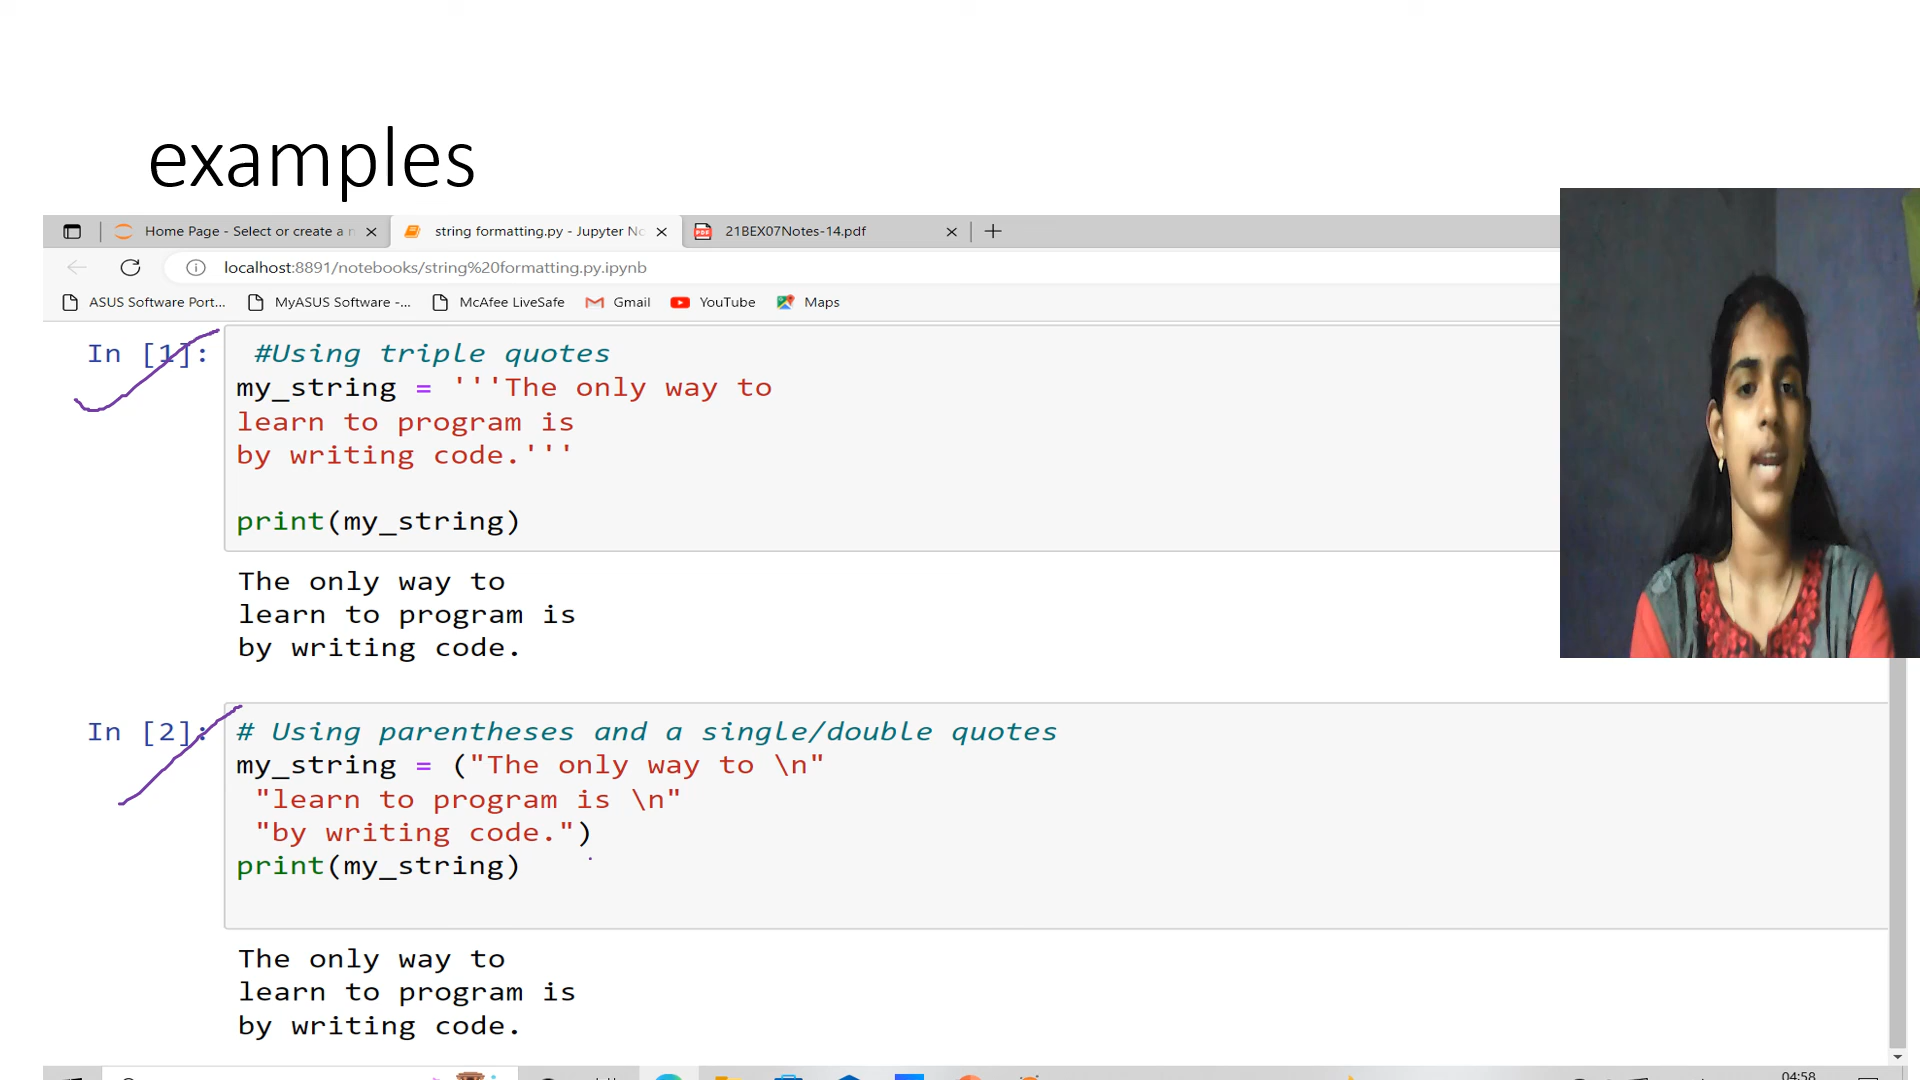 examples
Home Page - Select or create a n
string formatting.py - Jupyter No
21BEX07Notes-14.pdf
localhost:8891/notebooks/string%20formatting.py.ipynb
ASUS Software Port... MyASUS Software -... McAfee LiveSafe Gmail YouTube Maps
In [1]: #Using triple quotes
my_string = '''The only way to
learn to program is
by writing code.'''
print(my_string)
The only way to
learn to program is
by writing code.
In [2]: # Using parentheses and a single/double quotes
my_string = ("The only way to \n"
"learn to program is \n"
"by writing code.")
print(my_string)
The only way to
learn to program is
by writing code.
04:58